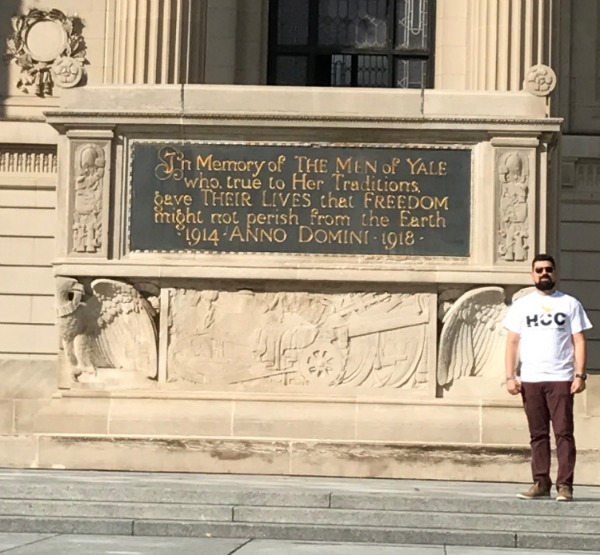 In Memory of THE MEN of YALE
who, true to Her Traditions,
gave THEIR LIVES that FREEDOM
might not perish from the Earth
1914 · ANNO DOMINI · 1918 ·
HCC